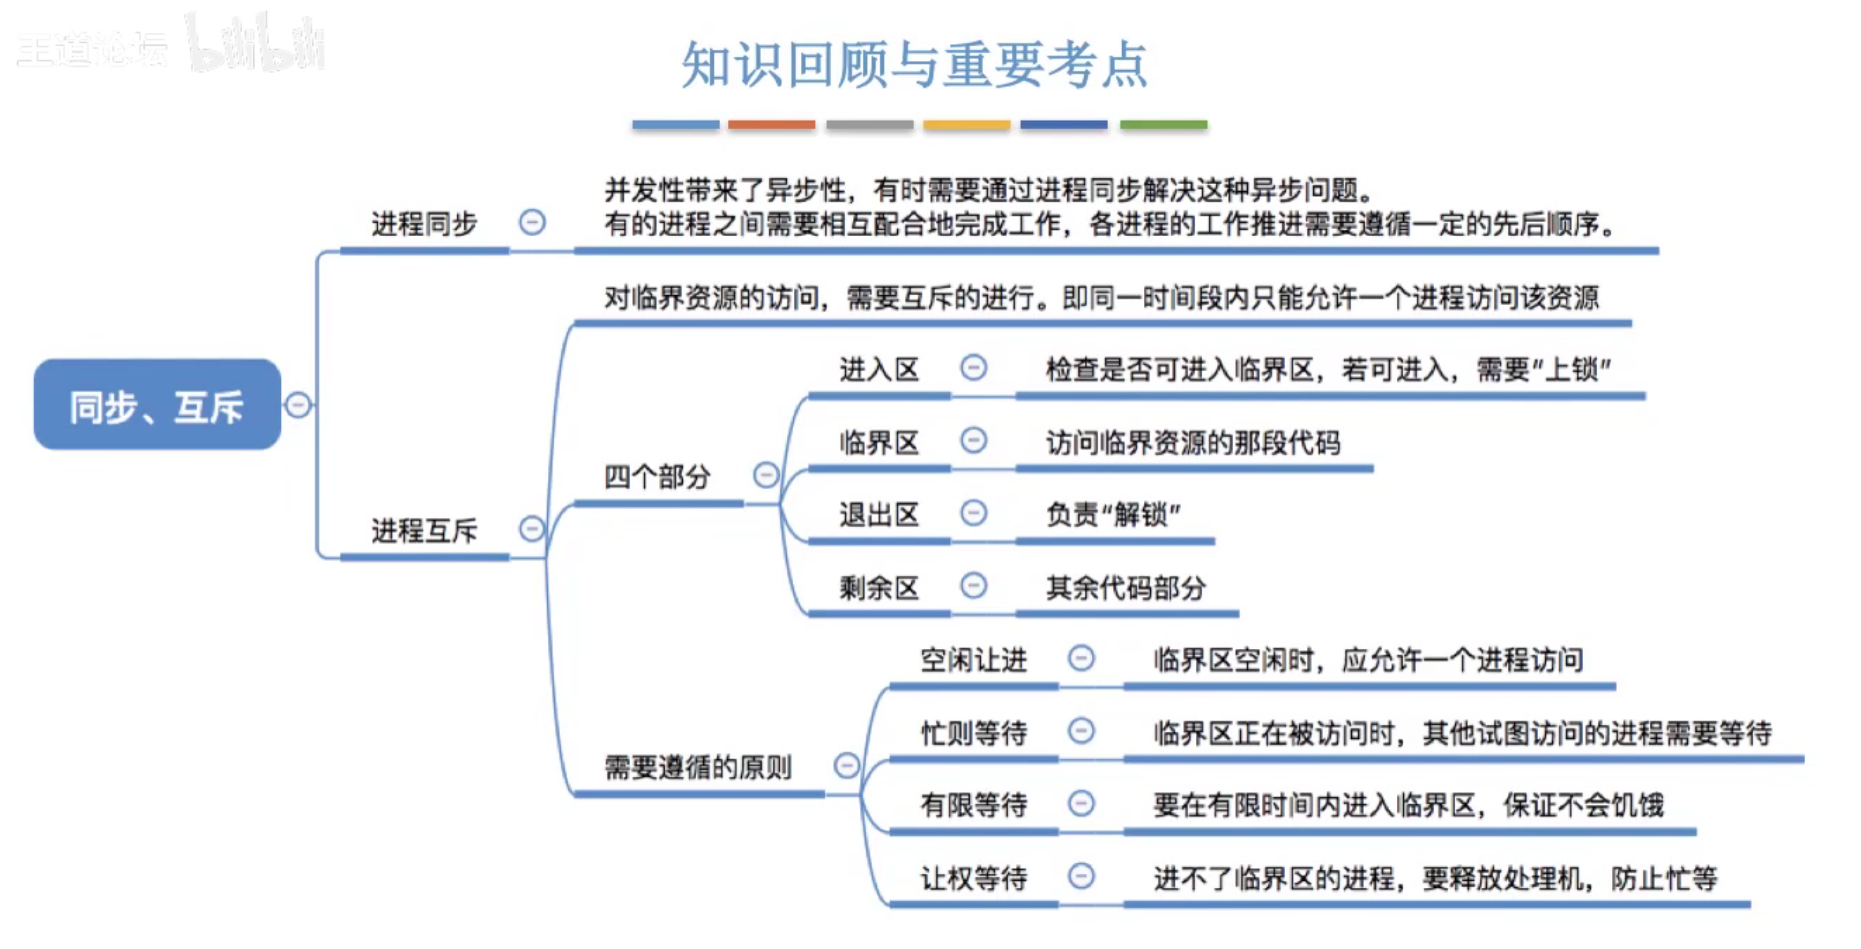 王道论坛 bilibili
知识回顾与重要考点
并发性带来了异步性，有时需要通过进程同步解决这种异步问题。
进程同步
有的进程之间需要相互配合地完成工作，各进程的工作推进需要遵循一定的先后顺序。
对临界资源的访问，需要互斥的进行。即同一时间段内只能允许一个进程访问该资源
同步、互斥
进程互斥
四个部分
进入区 检查是否可进入临界区，若可进入，需要“上锁”
临界区 访问临界资源的那段代码
退出区 负责“解锁”
剩余区 其余代码部分
需要遵循的原则
空闲让进 临界区空闲时，应允许一个进程访问
忙则等待 临界区正在被访问时，其他试图访问的进程需要等待
有限等待 要在有限时间内进入临界区，保证不会饥饿
让权等待 进不了临界区的进程，要释放处理机，防止忙等